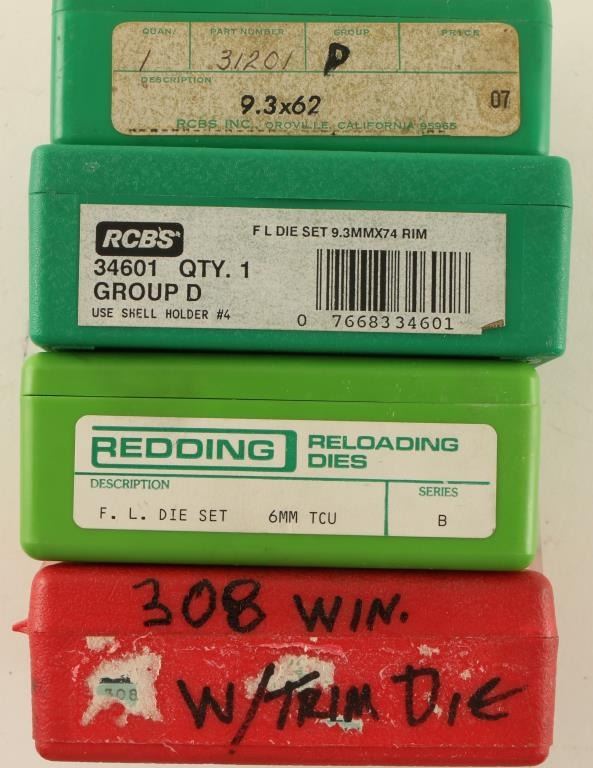 QUAN. PART NUMBER GROUP PRICE
1 31201 D
DESCRIPTION
9.3x62 07
RCBS INC., OROVILLE, CALIFORNIA 95965
RCBS F L DIE SET 9.3MMX74 RIM
34601 QTY. 1
GROUP D
USE SHELL HOLDER #4
0 7668334601
REDDING RELOADING DIES
DESCRIPTION SERIES
F. L. DIE SET 6MM TCU B
308 WIN.
308
W/TRIM DIE